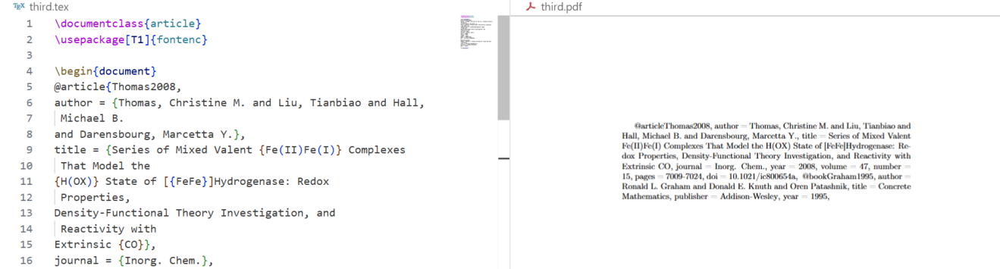 TEX third.tex
1 \documentclass{article}
2 \usepackage[T1]{fontenc}
3
4 \begin{document}
5 @article{Thomas2008,
6 author = {Thomas, Christine M. and Liu, Tianbiao and Hall,
7 Michael B.
8 and Darensbourg, Marcetta Y.},
9 title = {Series of Mixed Valent {Fe(II)Fe(I)} Complexes
10 That Model the
11 {H(OX)} State of [{FeFe}]Hydrogenase: Redox
12 Properties,
13 Density-Functional Theory Investigation, and
14 Reactivity with
15 Extrinsic {CO}},
16 journal = {Inorg. Chem.},
third.pdf
@articleThomas2008, author = Thomas, Christine M. and Liu, Tianbiao and
Hall, Michael B. and Darensbourg, Marcetta Y., title = Series of Mixed Valent
Fe(II)Fe(I) Complexes That Model the H(OX) State of [FeFe]Hydrogenase: Re-
dox Properties, Density-Functional Theory Investigation, and Reactivity with
Extrinsic CO, journal = Inorg. Chem., year = 2008, volume = 47, number =
15, pages = 7009-7024, doi = 10.1021/ic800654a, @bookGraham1995, author =
Ronald L. Graham and Donald E. Knuth and Oren Patashnik, title = Concrete
Mathematics, publisher = Addison-Wesley, year = 1995,